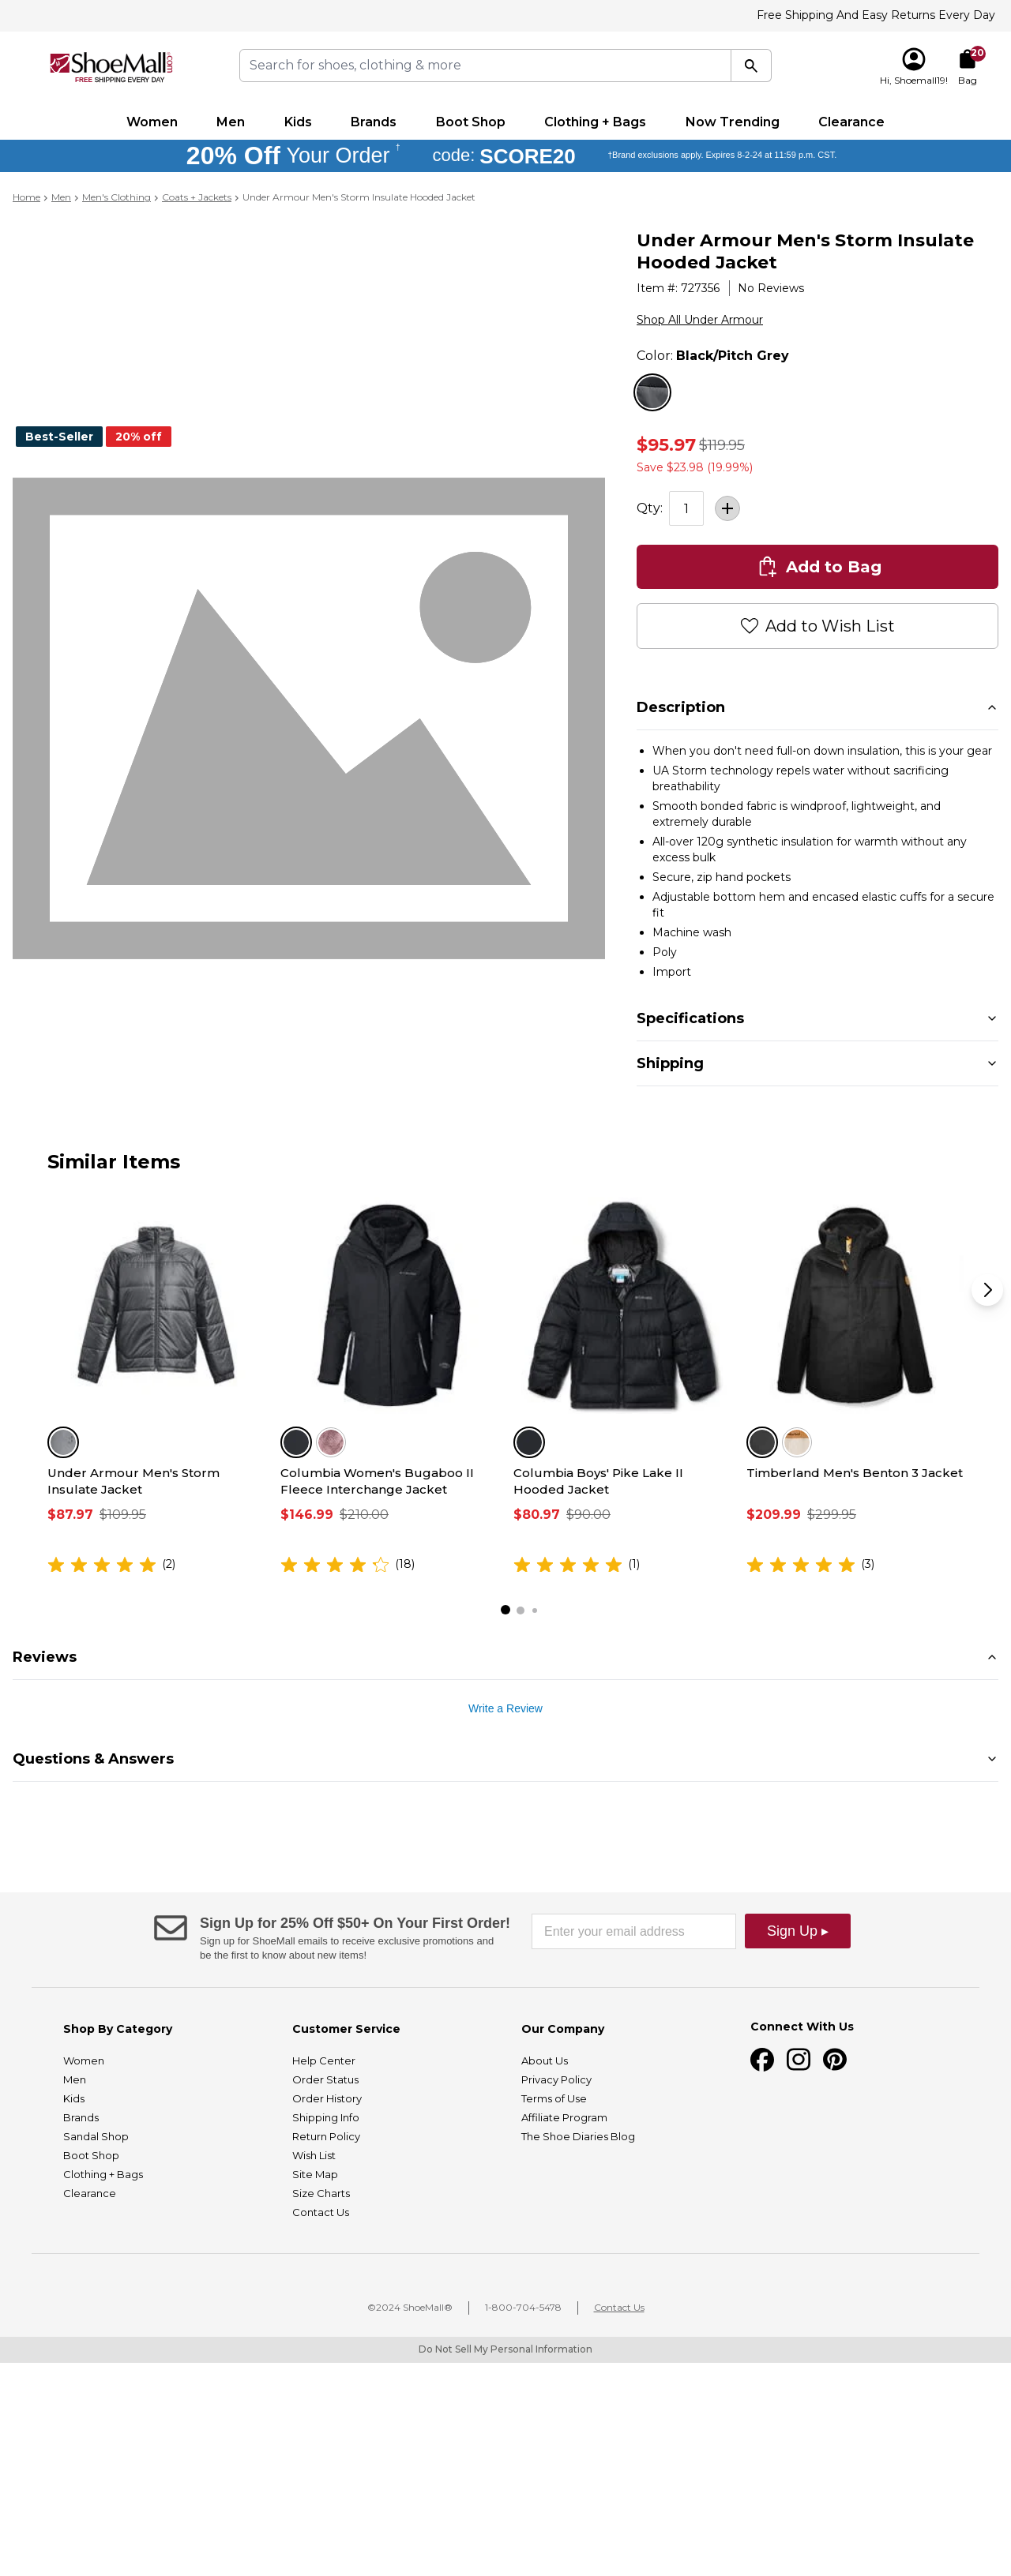 Free Shipping And Easy Returns Every Day
ShoeMall.com
FREE SHIPPING EVERY DAY
Search for shoes, clothing & more
Hi, Shoemall19!
20
Bag
Women
Men
Kids
Brands
Boot Shop
Clothing + Bags
Now Trending
Clearance
20% Off Your Order † code: SCORE20 †Brand exclusions apply. Expires 8-2-24 at 11:59 p.m. CST.
Home > Men > Men's Clothing > Coats + Jackets > Under Armour Men's Storm Insulate Hooded Jacket
Best-Seller
20% off
Under Armour Men's Storm Insulate
Hooded Jacket
Item #: 727356 | No Reviews
Shop All Under Armour
Color: Black/Pitch Grey
$95.97 $119.95
Save $23.98 (19.99%)
Qty: 1 +
Add to Bag
Add to Wish List
Description
When you don't need full-on down insulation, this is your gear
UA Storm technology repels water without sacrificing
breathability
Smooth bonded fabric is windproof, lightweight, and
extremely durable
All-over 120g synthetic insulation for warmth without any
excess bulk
Secure, zip hand pockets
Adjustable bottom hem and encased elastic cuffs for a secure
fit
Machine wash
Poly
Import
Specifications
Shipping
Similar Items
Under Armour Men's Storm
Insulate Jacket
$87.97 $109.95
(2)
Columbia Women's Bugaboo II
Fleece Interchange Jacket
$146.99 $210.00
(18)
Columbia Boys' Pike Lake II
Hooded Jacket
$80.97 $90.00
(1)
Timberland Men's Benton 3 Jacket
$209.99 $299.95
(3)
Reviews
Write a Review
Questions & Answers
Sign Up for 25% Off $50+ On Your First Order!
Sign up for ShoeMall emails to receive exclusive promotions and
be the first to know about new items!
Enter your email address
Sign Up ▸
Shop By Category
Women
Men
Kids
Brands
Sandal Shop
Boot Shop
Clothing + Bags
Clearance
Customer Service
Help Center
Order Status
Order History
Shipping Info
Return Policy
Wish List
Site Map
Size Charts
Contact Us
Our Company
About Us
Privacy Policy
Terms of Use
Affiliate Program
The Shoe Diaries Blog
Connect With Us
©2024 ShoeMall® | 1-800-704-5478 | Contact Us
Do Not Sell My Personal Information